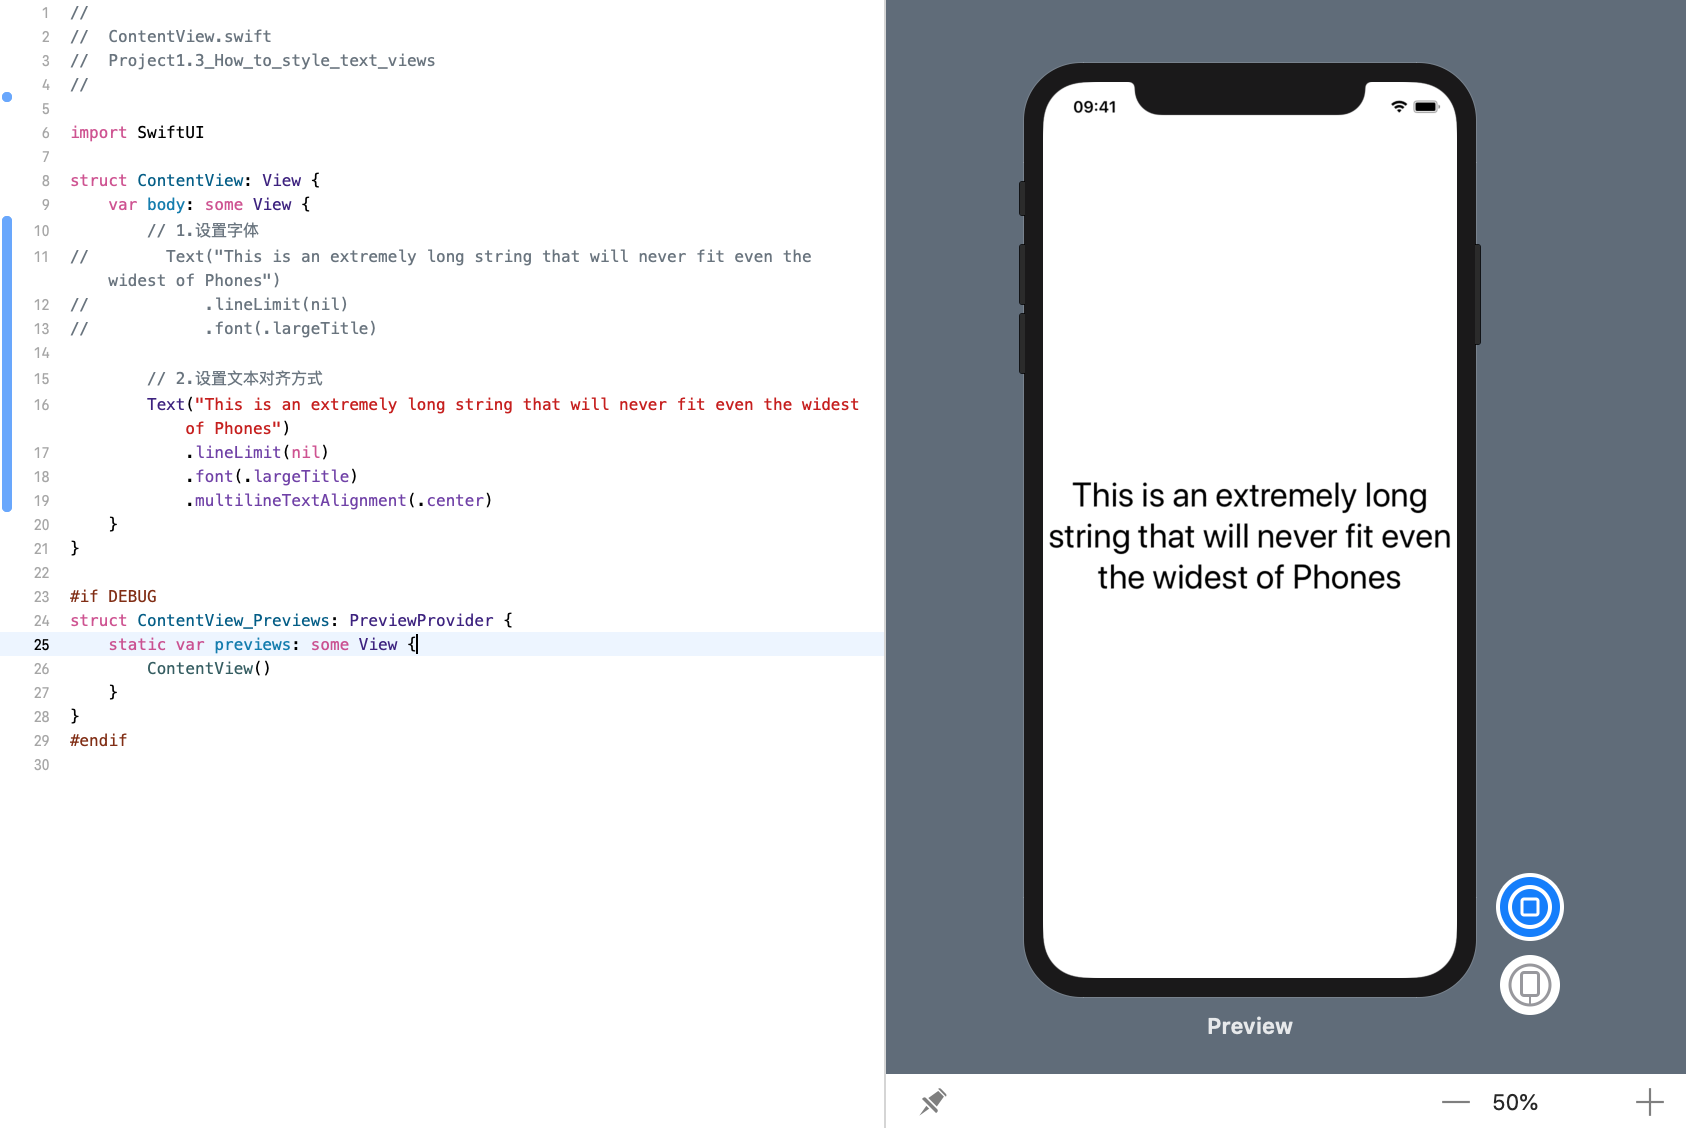 1 //
2 //  ContentView.swift
3 //  Project1.3_How_to_style_text_views
4 //
5
6 import SwiftUI
7
8 struct ContentView: View {
9     var body: some View {
10         // 1.设置字体
11 //        Text("This is an extremely long string that will never fit even the
widest of Phones")
12 //            .lineLimit(nil)
13 //            .font(.largeTitle)
14
15         // 2.设置文本对齐方式
16         Text("This is an extremely long string that will never fit even the widest
of Phones")
17             .lineLimit(nil)
18             .font(.largeTitle)
19             .multilineTextAlignment(.center)
20     }
21 }
22
23 #if DEBUG
24 struct ContentView_Previews: PreviewProvider {
25     static var previews: some View {
26         ContentView()
27     }
28 }
29 #endif
30
09:41
This is an extremely long
string that will never fit even
the widest of Phones
Preview
50%